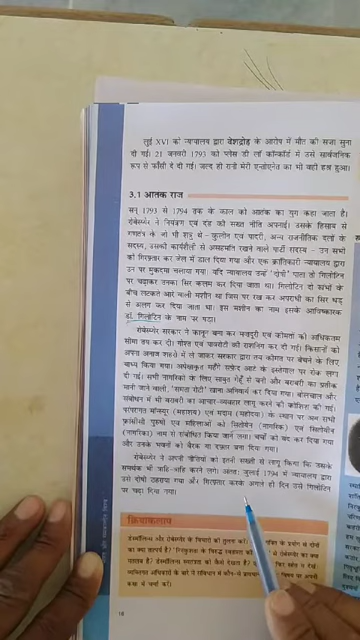 लुई XVI को न्यायालय द्वारा देशद्रोह के आरोप में मौत की सजा सुना
दी गई। 21 जनवरी 1793 को प्लेस डी लॉ कॉन्कॉर्ड में उसे सार्वजनिक
रूप से फाँसी दे दी गई। जल्द ही रानी मेरी एन्तोएनेत का भी वही हश्र हुआ।
3.1 आतंक राज
सन् 1793 से 1794 तक के काल को आतंक का युग कहा जाता है।
रोबेस्प्येर ने नियंत्रण एवं दंड की सख्त नीति अपनाई। उसके हिसाब से
गणतंत्र के जो भी शत्रु थे - कुलीन एवं पादरी, अन्य राजनीतिक दलों के
सदस्य, उसकी कार्यशैली से असहमति रखने वाले पार्टी सदस्य - उन सभी
को गिरफ़्तार कर जेल में डाल दिया गया और एक क्रांतिकारी न्यायालय द्वारा
उन पर मुकदमा चलाया गया। यदि न्यायालय उन्हें 'दोषी' पाता तो गिलोटिन
पर चढ़ाकर उनका सिर कलम कर दिया जाता था। गिलोटिन दो खंभों के
बीच लटकते आरे वाली मशीन था जिस पर रख कर अपराधी का सिर धड़
से अलग कर दिया जाता था। इस मशीन का नाम इसके आविष्कारक
डॉ. गिलोटिन के नाम पर पड़ा।
रोबेस्प्येर सरकार ने कानून बना कर मजदूरी एवं कीमतों की अधिकतम
सीमा तय कर दी। गोश्त एवं पावरोटी की राशनिंग कर दी गई। किसानों को
अपना अनाज शहरों में ले जाकर सरकार द्वारा तय कीमत पर बेचने के लिए
बाध्य किया गया। अपेक्षाकृत महँगे सफ़ेद आटे के इस्तेमाल पर रोक लगा
दी गई। सभी नागरिकों के लिए साबुत गेहूँ से बनी और बराबरी का प्रतीक
मानी जाने वाली, 'समता रोटी' खाना अनिवार्य कर दिया गया। बोलचाल और
संबोधन में भी बराबरी का आचार-व्यवहार लागू करने की कोशिश की गई।
परंपरागत मॉन्स्यूर (महाशय) एवं मदाम (महोदया) के स्थान पर अब सभी
फ़्रांसीसी पुरुषों एवं महिलाओं को सितोयेन (नागरिक) एवं सितोयीन
(नागरिका) नाम से संबोधित किया जाने लगा। चर्चों को बंद कर दिया गया
और उनके भवनों को बैरक या दफ़्तर बना दिया गया।
रोबेस्प्येर ने अपनी नीतियों को इतनी सख्ती से लागू किया कि उसके
समर्थक भी त्राहि-त्राहि करने लगे। अंततः जुलाई 1794 में न्यायालय द्वारा
उसे दोषी ठहराया गया और गिरफ़्तार करके अगले ही दिन उसे गिलोटिन
पर चढ़ा दिया गया।
क्रियाकलाप
18